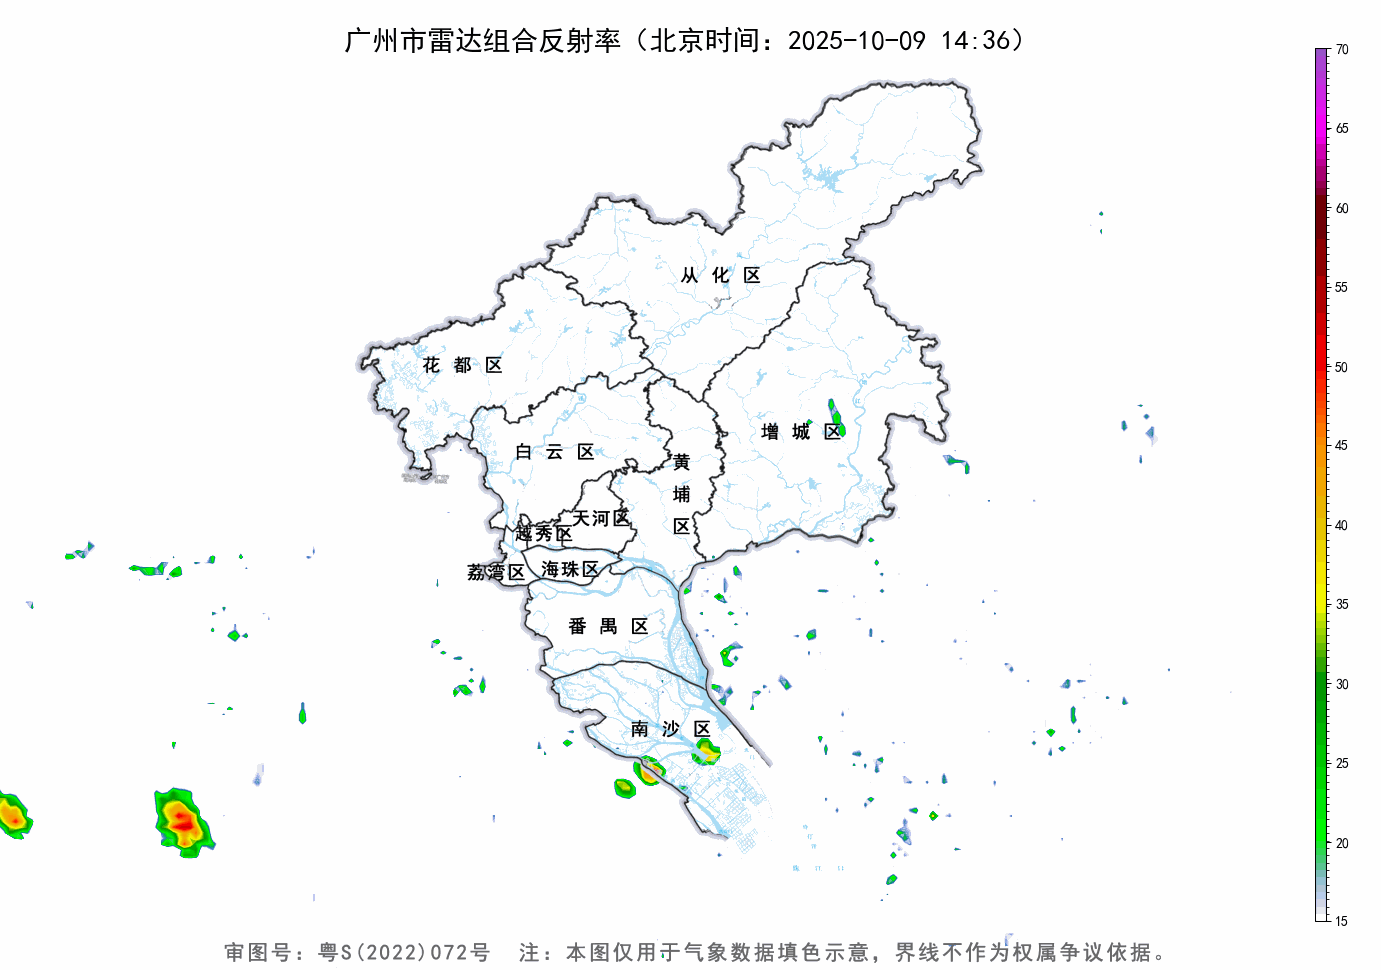 广州市雷达组合反射率（北京时间：2025-10-09 14:36）
70
65
60
55
50
45
40
35
30
25
20
15
从化区
花都区
增城区
白云区
黄埔区
天河区
越秀区
荔湾区
海珠区
番禺区
南沙区
审图号：粤S(2022)072号 注：本图仅用于气象数据填色示意，界线不作为权属争议依据。